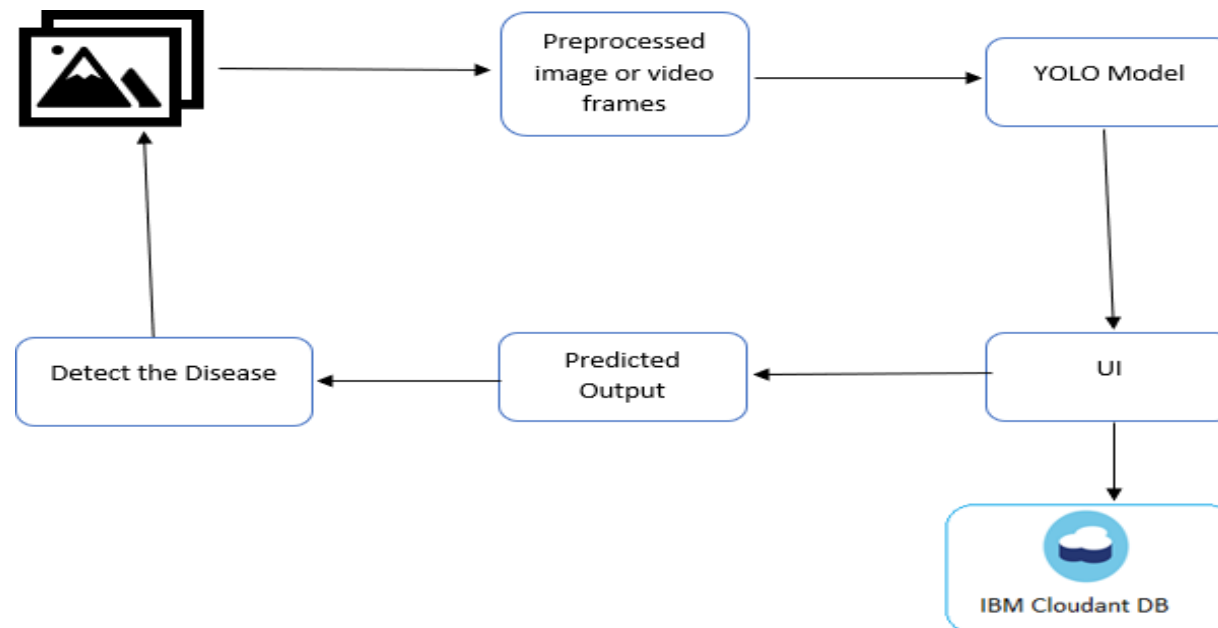 Preprocessed
image or video
frames
YOLO Model
Detect the Disease
Predicted
Output
UI
IBM Cloudant DB